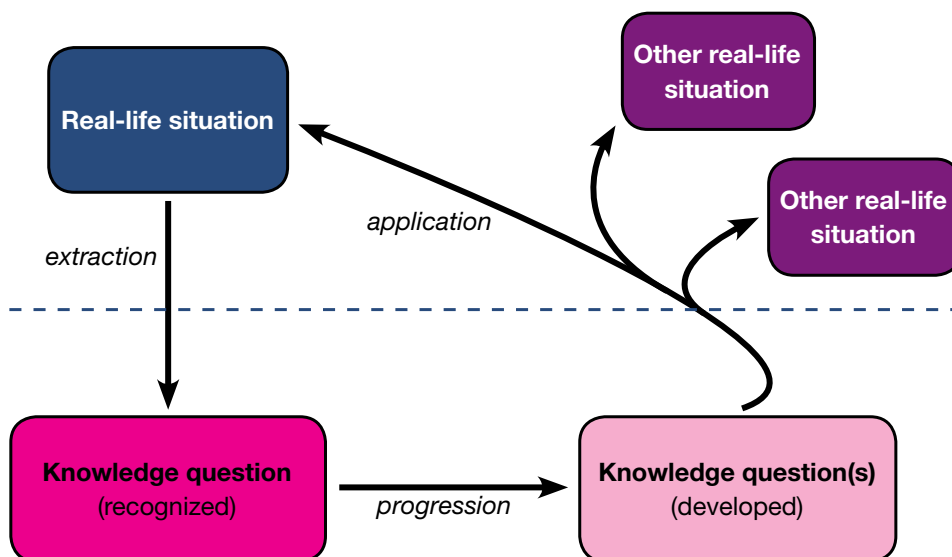 Other real-life
situation
Real-life situation
Other real-life
situation
application
extraction
Knowledge question
(recognized)
progression
Knowledge question(s)
(developed)